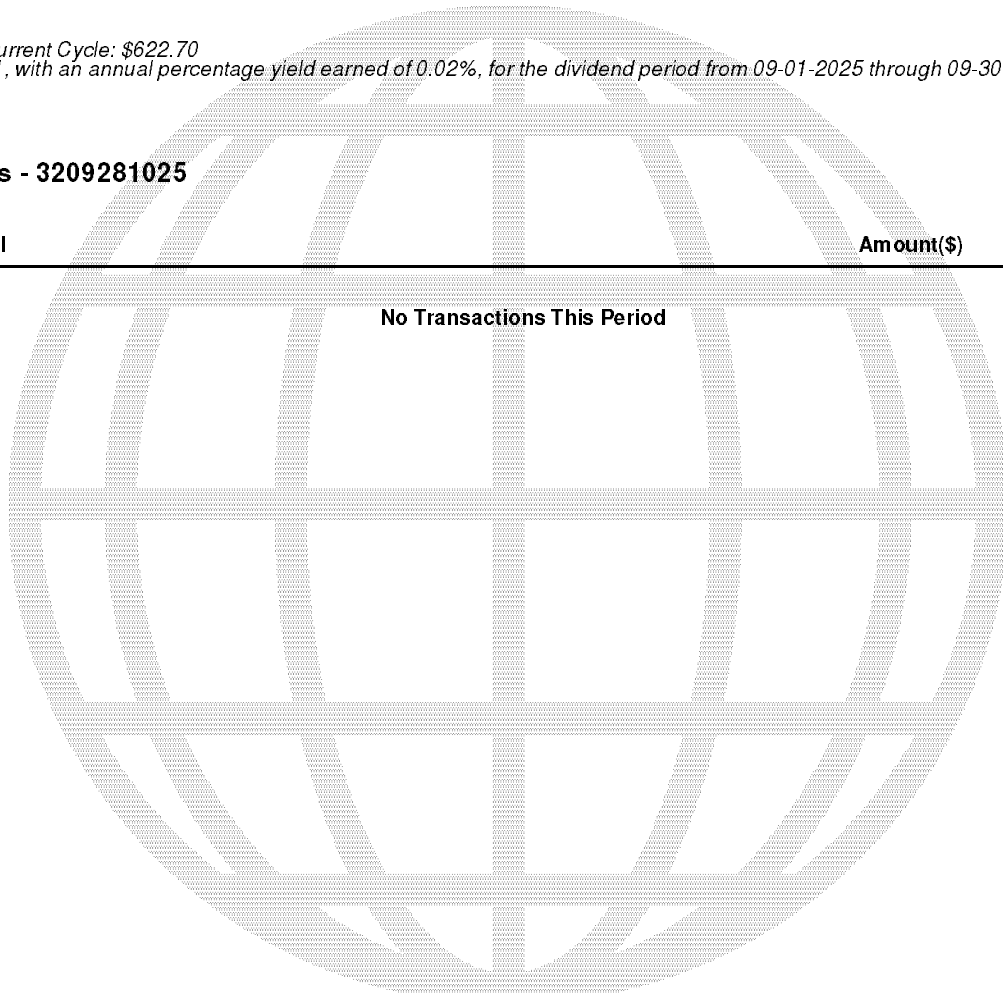 urrent Cycle: $622.70
, with an annual percentage yield earned of 0.02%, for the dividend period from 09-01-2025 through 09-30
s - 3209281025
l Amount($)
No Transactions This Period